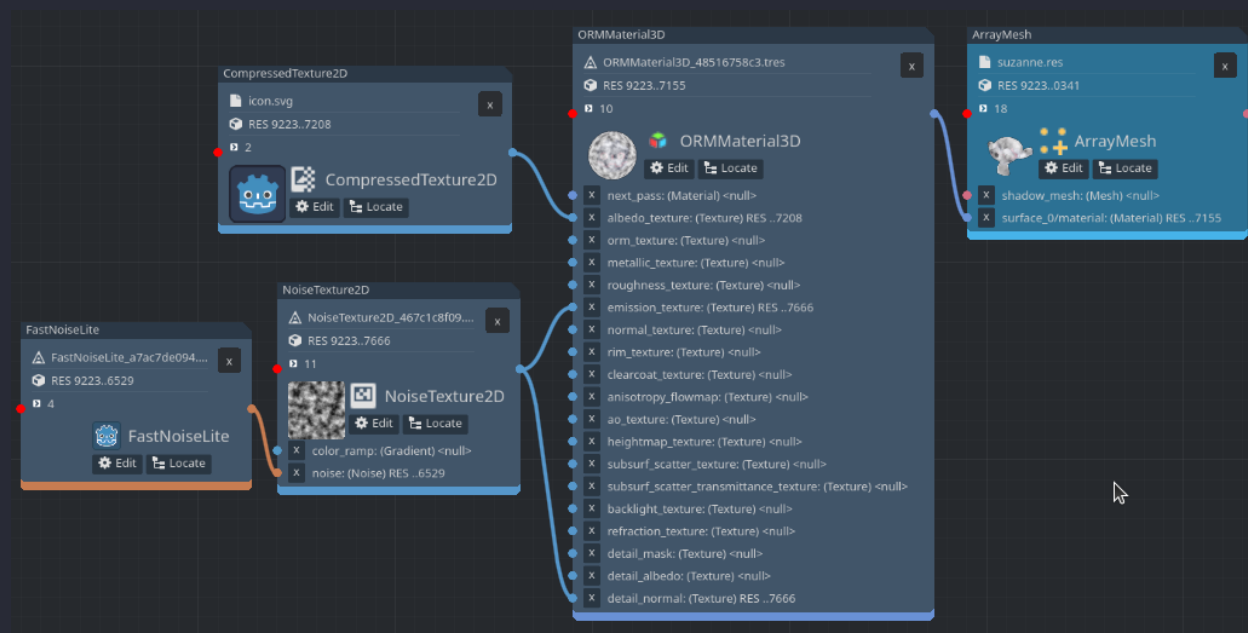 CompressedTexture2D
icon.svg
x
RES 9223..7208
2
CompressedTexture2D
Edit
Locate
FastNoiseLite
FastNoiseLite_a7ac7de094....
x
RES 9223..6529
4
FastNoiseLite
Edit
Locate
NoiseTexture2D
NoiseTexture2D_467c1c8f09....
x
RES 9223..7666
11
NoiseTexture2D
Edit
Locate
x color_ramp: (Gradient) <null>
x noise: (Noise) RES ..6529
ORMMaterial3D
ORMMaterial3D_48516758c3.tres
x
RES 9223..7155
10
ORMMaterial3D
Edit
Locate
x next_pass: (Material) <null>
x albedo_texture: (Texture) RES ..7208
x orm_texture: (Texture) <null>
x metallic_texture: (Texture) <null>
x roughness_texture: (Texture) <null>
x emission_texture: (Texture) RES ..7666
x normal_texture: (Texture) <null>
x rim_texture: (Texture) <null>
x clearcoat_texture: (Texture) <null>
x anisotropy_flowmap: (Texture) <null>
x ao_texture: (Texture) <null>
x heightmap_texture: (Texture) <null>
x subsurf_scatter_texture: (Texture) <null>
x subsurf_scatter_transmittance_texture: (Texture) <null>
x backlight_texture: (Texture) <null>
x refraction_texture: (Texture) <null>
x detail_mask: (Texture) <null>
x detail_albedo: (Texture) <null>
x detail_normal: (Texture) RES ..7666
ArrayMesh
suzanne.res
x
RES 9223..0341
18
ArrayMesh
Edit
Locate
x shadow_mesh: (Mesh) <null>
x surface_0/material: (Material) RES ..7155